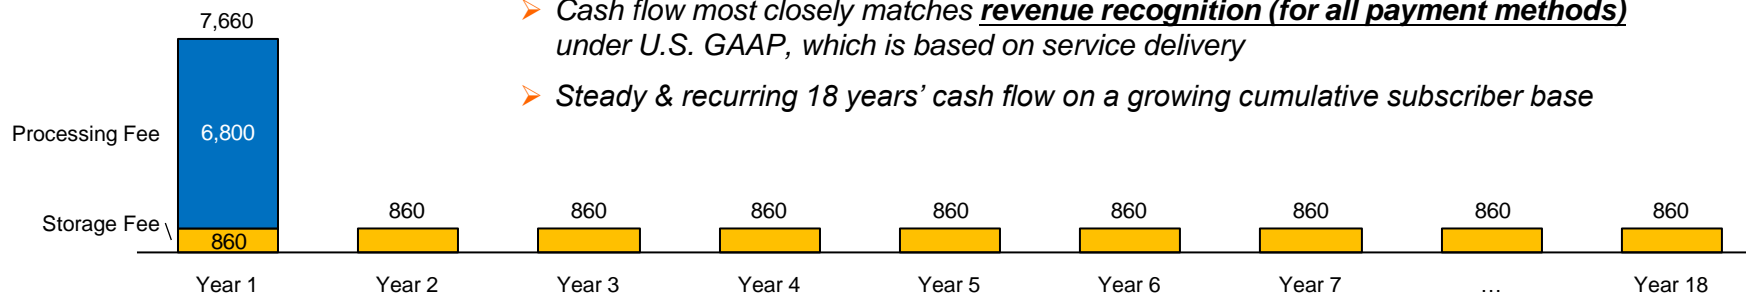 ➢ Cash flow most closely matches revenue recognition (for all payment methods)
under U.S. GAAP, which is based on service delivery
➢ Steady & recurring 18 years’ cash flow on a growing cumulative subscriber base
7,660
Processing Fee 6,800
Storage Fee 860 860 860 860 860 860 860 860 860
Year 1 Year 2 Year 3 Year 4 Year 5 Year 6 Year 7 … Year 18